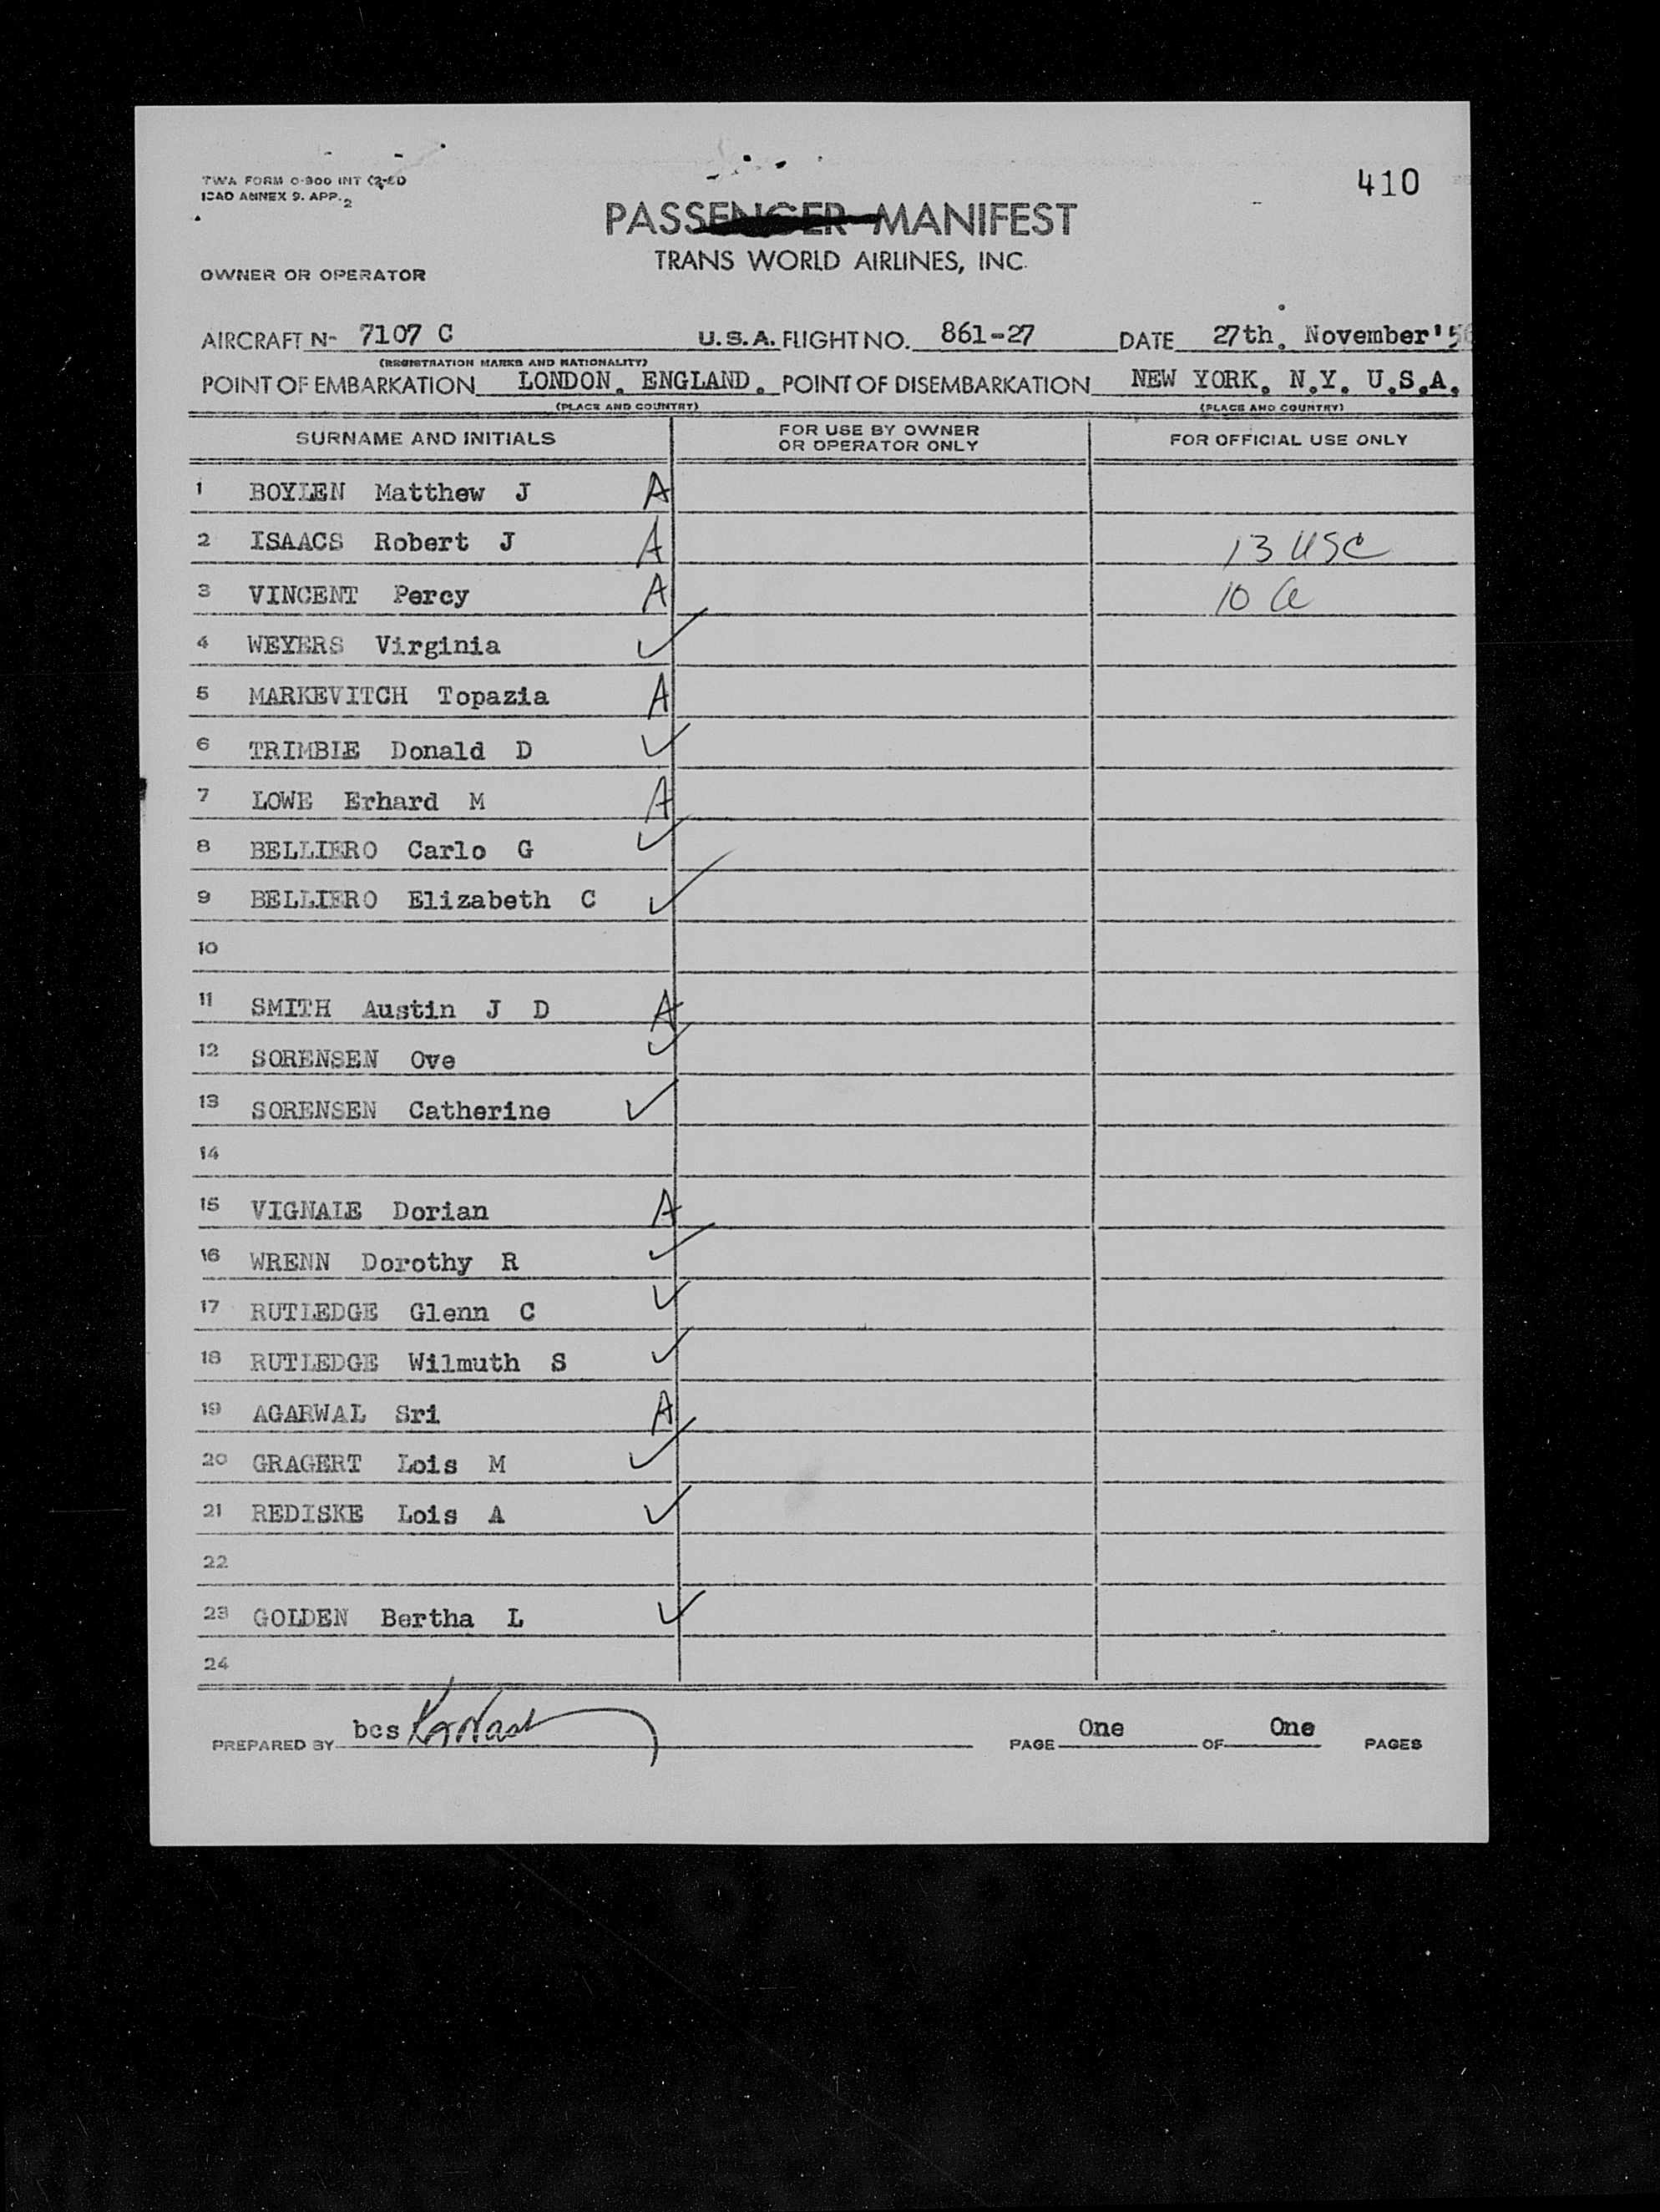 410
TWA FORM 0-300 INT
ICAO ANNEX 9. APP. 2
PASSENGER MANIFEST
TRANS WORLD AIRLINES, INC.
OWNER OR OPERATOR
AIRCRAFT N- 7107 C U.S.A. FLIGHT NO. 861-27 DATE 27th. November '5
(REGISTRATION MARKS AND NATIONALITY)
POINT OF EMBARKATION LONDON. ENGLAND. POINT OF DISEMBARKATION NEW YORK. N.Y. U.S.A.
(PLACE AND COUNTRY) (PLACE AND COUNTRY)
SURNAME AND INITIALS FOR USE BY OWNER OR OPERATOR ONLY FOR OFFICIAL USE ONLY
1 BOYLEN Matthew J A
2 ISAACS Robert J A 13 USC
3 VINCENT Percy A 10 a
4 WEYERS Virginia ✓
5 MARKEVITCH Topazia A
6 TRIMBLE Donald D ✓
7 LOWE Erhard M A
8 BELLIERO Carlo G ✓
9 BELLIERO Elizabeth C ✓
10
11 SMITH Austin J D A
12 SORENSEN Ove ✓
13 SORENSEN Catherine ✓
14
15 VIGNALE Dorian A
16 WRENN Dorothy R ✓
17 RUTLEDGE Glenn C ✓
18 RUTLEDGE Wilmuth S ✓
19 AGARWAL Sri A
20 GRAGERT Lois M ✓
21 REDISKE Lois A ✓
22
23 GOLDEN Bertha L ✓
24
PREPARED BY bcs PAGE One OF One PAGES